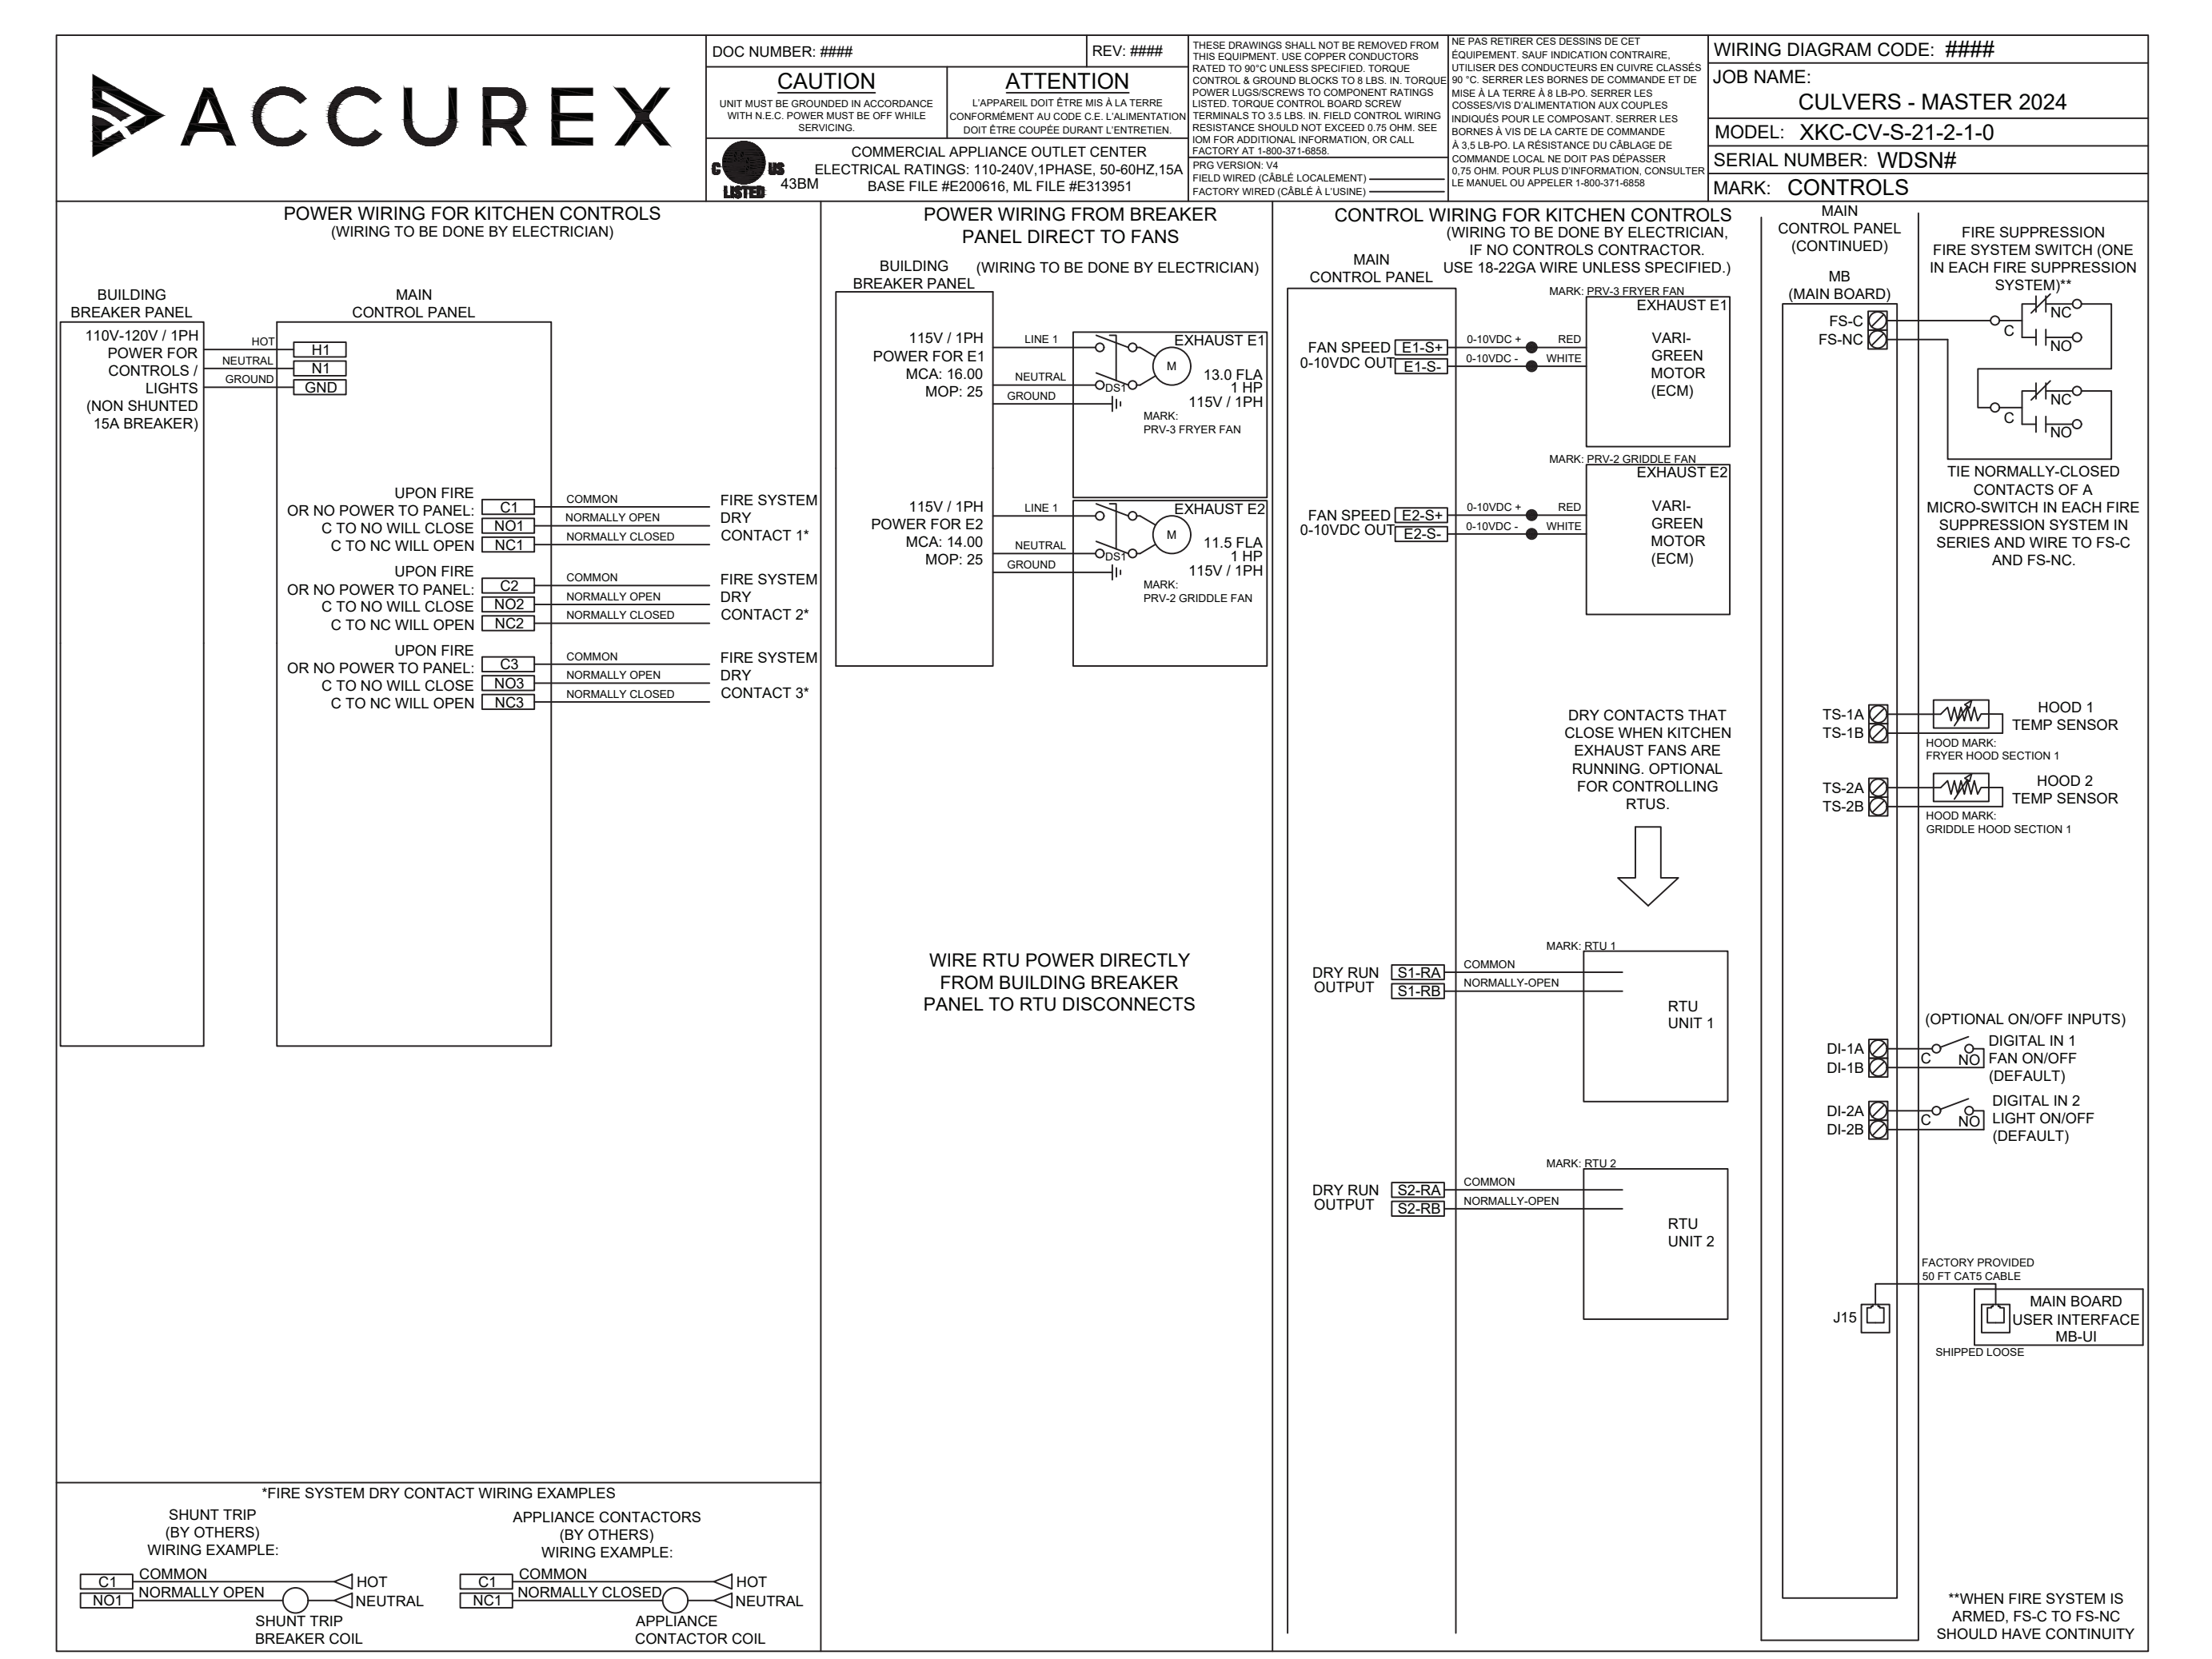 ACCUREX
DOC NUMBER: ####
REV: ####
CAUTION
UNIT MUST BE GROUNDED IN ACCORDANCE
WITH N.E.C. POWER MUST BE OFF WHILE
SERVICING.
ATTENTION
L'APPAREIL DOIT ÊTRE MIS À LA TERRE
CONFORMÉMENT AU CODE C.E. L'ALIMENTATION
DOIT ÊTRE COUPÉE DURANT L'ENTRETIEN.
C US
LISTED
43BM
COMMERCIAL APPLIANCE OUTLET CENTER
ELECTRICAL RATINGS: 110-240V,1PHASE, 50-60HZ,15A
BASE FILE #E200616, ML FILE #E313951
THESE DRAWINGS SHALL NOT BE REMOVED FROM
THIS EQUIPMENT. USE COPPER CONDUCTORS
RATED TO 90°C UNLESS SPECIFIED. TORQUE
CONTROL & GROUND BLOCKS TO 8 LBS. IN. TORQUE
POWER LUGS/SCREWS TO COMPONENT RATINGS
LISTED. TORQUE CONTROL BOARD SCREW
TERMINALS TO 3.5 LBS. IN. FIELD CONTROL WIRING
RESISTANCE SHOULD NOT EXCEED 0.75 OHM. SEE
IOM FOR ADDITIONAL INFORMATION, OR CALL
FACTORY AT 1-800-371-6858.
PRG VERSION: V4
FIELD WIRED (CÂBLÉ LOCALEMENT)
FACTORY WIRED (CÂBLÉ À L'USINE)
NE PAS RETIRER CES DESSINS DE CET
ÉQUIPEMENT. SAUF INDICATION CONTRAIRE,
UTILISER DES CONDUCTEURS EN CUIVRE CLASSÉS
90 °C. SERRER LES BORNES DE COMMANDE ET DE
MISE À LA TERRE À 8 LB-PO. SERRER LES
COSSES/VIS D'ALIMENTATION AUX COUPLES
INDIQUÉS POUR LE COMPOSANT. SERRER LES
BORNES À VIS DE LA CARTE DE COMMANDE
À 3,5 LB-PO. LA RÉSISTANCE DU CÂBLAGE DE
COMMANDE LOCAL NE DOIT PAS DÉPASSER
0,75 OHM. POUR PLUS D'INFORMATION, CONSULTER
LE MANUEL OU APPELER 1-800-371-6858
WIRING DIAGRAM CODE: ####
JOB NAME:
CULVERS - MASTER 2024
MODEL: XKC-CV-S-21-2-1-0
SERIAL NUMBER: WDSN#
MARK: CONTROLS
POWER WIRING FOR KITCHEN CONTROLS
(WIRING TO BE DONE BY ELECTRICIAN)
BUILDING
BREAKER PANEL
MAIN
CONTROL PANEL
110V-120V / 1PH
POWER FOR
CONTROLS /
LIGHTS
(NON SHUNTED
15A BREAKER)
HOT H1
NEUTRAL N1
GROUND GND
UPON FIRE
OR NO POWER TO PANEL: C1 COMMON
C TO NO WILL CLOSE NO1 NORMALLY OPEN
C TO NC WILL OPEN NC1 NORMALLY CLOSED
FIRE SYSTEM
DRY
CONTACT 1*
UPON FIRE
OR NO POWER TO PANEL: C2 COMMON
C TO NO WILL CLOSE NO2 NORMALLY OPEN
C TO NC WILL OPEN NC2 NORMALLY CLOSED
FIRE SYSTEM
DRY
CONTACT 2*
UPON FIRE
OR NO POWER TO PANEL: C3 COMMON
C TO NO WILL CLOSE NO3 NORMALLY OPEN
C TO NC WILL OPEN NC3 NORMALLY CLOSED
FIRE SYSTEM
DRY
CONTACT 3*
*FIRE SYSTEM DRY CONTACT WIRING EXAMPLES
SHUNT TRIP
(BY OTHERS)
WIRING EXAMPLE:
C1 COMMON HOT
NO1 NORMALLY OPEN NEUTRAL
SHUNT TRIP
BREAKER COIL
APPLIANCE CONTACTORS
(BY OTHERS)
WIRING EXAMPLE:
C1 COMMON HOT
NC1 NORMALLY CLOSED NEUTRAL
APPLIANCE
CONTACTOR COIL
POWER WIRING FROM BREAKER
PANEL DIRECT TO FANS
(WIRING TO BE DONE BY ELECTRICIAN)
BUILDING
BREAKER PANEL
115V / 1PH
POWER FOR E1
MCA: 16.00
MOP: 25
LINE 1
NEUTRAL
GROUND
DS1
M
EXHAUST E1
13.0 FLA
1 HP
115V / 1PH
MARK:
PRV-3 FRYER FAN
115V / 1PH
POWER FOR E2
MCA: 14.00
MOP: 25
LINE 1
NEUTRAL
GROUND
DS1
M
EXHAUST E2
11.5 FLA
1 HP
115V / 1PH
MARK:
PRV-2 GRIDDLE FAN
WIRE RTU POWER DIRECTLY
FROM BUILDING BREAKER
PANEL TO RTU DISCONNECTS
CONTROL WIRING FOR KITCHEN CONTROLS
(WIRING TO BE DONE BY ELECTRICIAN,
IF NO CONTROLS CONTRACTOR.
USE 18-22GA WIRE UNLESS SPECIFIED.)
MAIN
CONTROL PANEL
MARK: PRV-3 FRYER FAN
EXHAUST E1
FAN SPEED E1-S+ 0-10VDC + RED
0-10VDC OUT E1-S- 0-10VDC - WHITE
VARI-
GREEN
MOTOR
(ECM)
MARK: PRV-2 GRIDDLE FAN
EXHAUST E2
FAN SPEED E2-S+ 0-10VDC + RED
0-10VDC OUT E2-S- 0-10VDC - WHITE
VARI-
GREEN
MOTOR
(ECM)
DRY CONTACTS THAT
CLOSE WHEN KITCHEN
EXHAUST FANS ARE
RUNNING. OPTIONAL
FOR CONTROLLING
RTUS.
MARK: RTU 1
DRY RUN S1-RA COMMON
OUTPUT S1-RB NORMALLY-OPEN
RTU
UNIT 1
MARK: RTU 2
DRY RUN S2-RA COMMON
OUTPUT S2-RB NORMALLY-OPEN
RTU
UNIT 2
MAIN
CONTROL PANEL
(CONTINUED)
MB
(MAIN BOARD)
FIRE SUPPRESSION
FIRE SYSTEM SWITCH (ONE
IN EACH FIRE SUPPRESSION
SYSTEM)**
FS-C
FS-NC
C NC
NO
C NC
NO
TIE NORMALLY-CLOSED
CONTACTS OF A
MICRO-SWITCH IN EACH FIRE
SUPPRESSION SYSTEM IN
SERIES AND WIRE TO FS-C
AND FS-NC.
TS-1A
TS-1B
HOOD 1
TEMP SENSOR
HOOD MARK:
FRYER HOOD SECTION 1
TS-2A
TS-2B
HOOD 2
TEMP SENSOR
HOOD MARK:
GRIDDLE HOOD SECTION 1
(OPTIONAL ON/OFF INPUTS)
DI-1A
DI-1B
C NO
DIGITAL IN 1
FAN ON/OFF
(DEFAULT)
DI-2A
DI-2B
C NO
DIGITAL IN 2
LIGHT ON/OFF
(DEFAULT)
FACTORY PROVIDED
50 FT CAT5 CABLE
J15
MAIN BOARD
USER INTERFACE
MB-UI
SHIPPED LOOSE
**WHEN FIRE SYSTEM IS
ARMED, FS-C TO FS-NC
SHOULD HAVE CONTINUITY